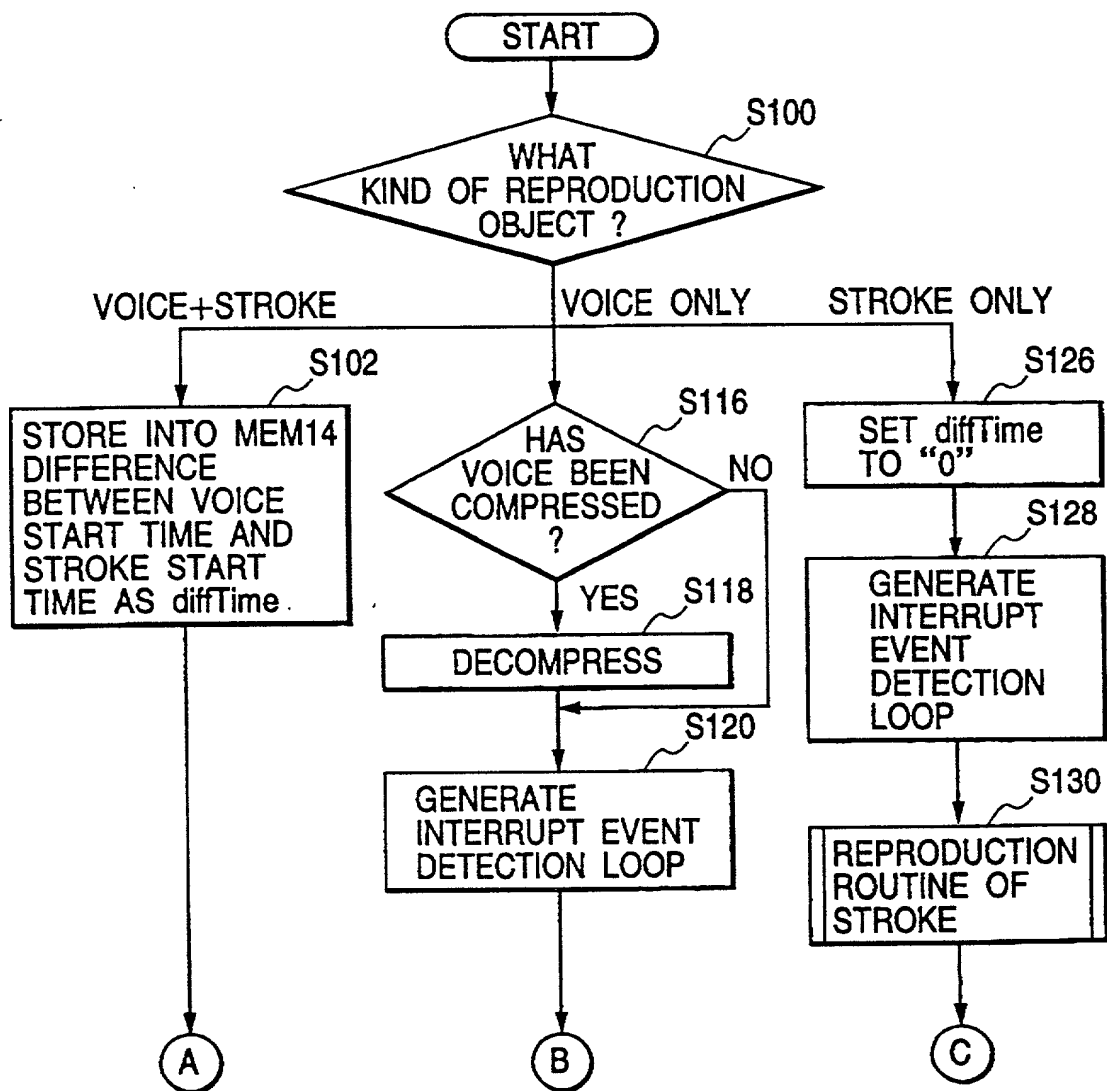 START
S100
WHAT
KIND OF REPRODUCTION
OBJECT ?
VOICE+STROKE
VOICE ONLY
STROKE ONLY
S102
STORE INTO MEM14
DIFFERENCE
BETWEEN VOICE
START TIME AND
STROKE START
TIME AS diffTime
S116
HAS
VOICE BEEN
COMPRESSED
?
NO
YES
S118
DECOMPRESS
S120
GENERATE
INTERRUPT EVENT
DETECTION LOOP
S126
SET diffTime
TO “0”
S128
GENERATE
INTERRUPT
EVENT
DETECTION
LOOP
S130
REPRODUCTION
ROUTINE OF
STROKE
A
B
C